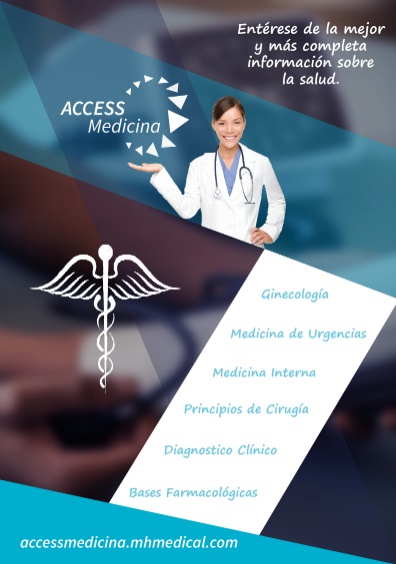 Entérese de la mejor
y más completa
información sobre
la salud.
ACCESS
Medicina
Ginecología
Medicina de Urgencias
Medicina Interna
Principios de Cirugía
Diagnostico Clínico
Bases Farmacológicas
accessmedicina.mhmedical.com